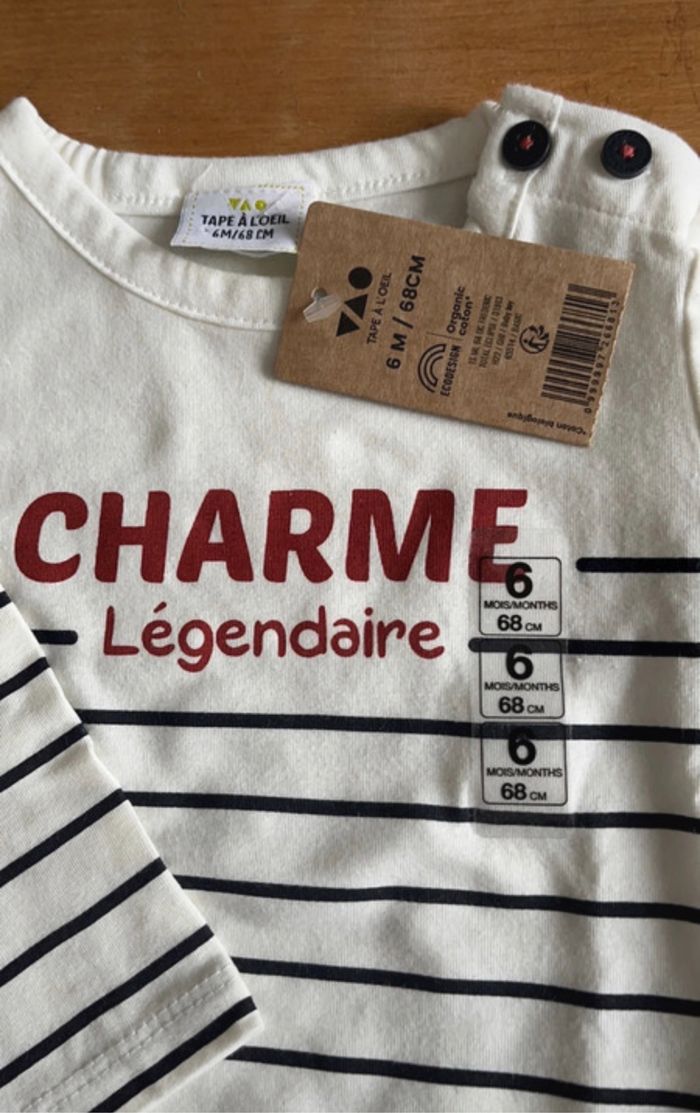 TAPE À L'OEIL
6M/68 CM
TAPE À L'OEIL
6 M / 68CM
ECODESIGN
Organic
coton*
*Coton biologique
CHARME
Légendaire
6
MOIS/MONTHS
68 CM
6
MOIS/MONTHS
68 CM
6
MOIS/MONTHS
68 CM